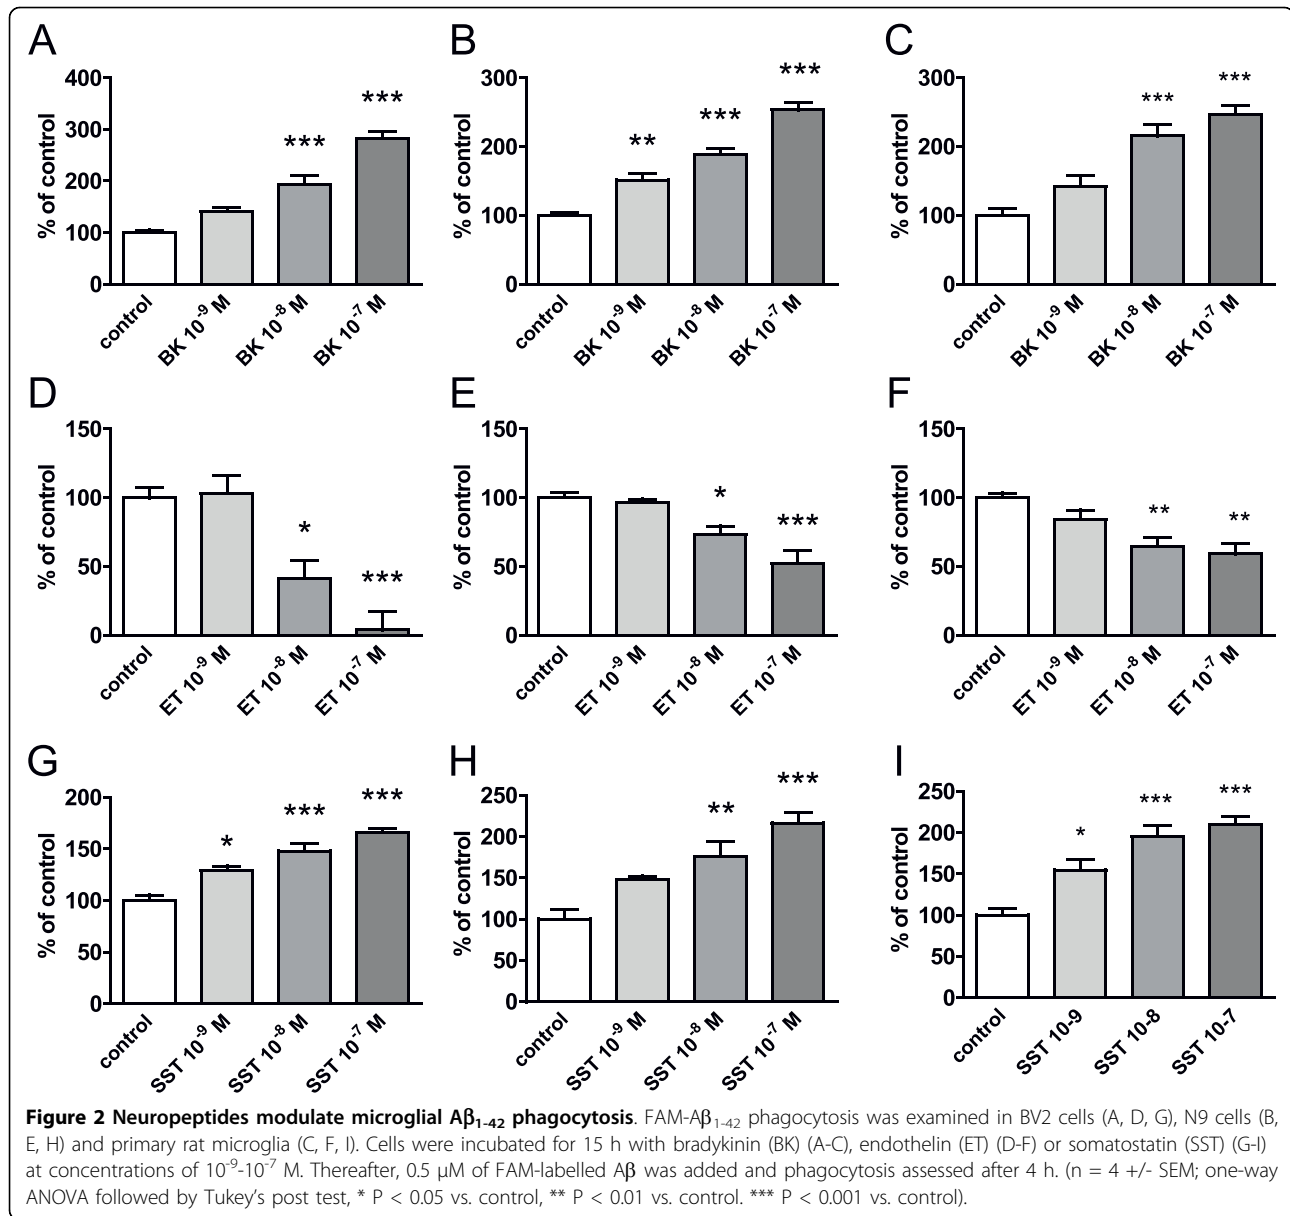 A
B
C
400
300
200
100
0
% of control
***
***
control
BK 10⁻⁹ M
BK 10⁻⁸ M
BK 10⁻⁷ M
300
200
100
0
% of control
**
***
***
control
BK 10⁻⁹ M
BK 10⁻⁸ M
BK 10⁻⁷ M
300
200
100
0
% of control
***
***
control
BK 10⁻⁹ M
BK 10⁻⁸ M
BK 10⁻⁷ M
D
E
F
150
100
50
0
% of control
*
***
control
ET 10⁻⁹ M
ET 10⁻⁸ M
ET 10⁻⁷ M
150
100
50
0
% of control
*
***
control
ET 10⁻⁹ M
ET 10⁻⁸ M
ET 10⁻⁷ M
150
100
50
0
% of control
**
**
control
ET 10⁻⁹ M
ET 10⁻⁸ M
ET 10⁻⁷ M
G
H
I
200
150
100
50
0
% of control
*
***
***
control
SST 10⁻⁹ M
SST 10⁻⁸ M
SST 10⁻⁷ M
250
200
150
100
50
0
% of control
**
***
control
SST 10⁻⁹ M
SST 10⁻⁸ M
SST 10⁻⁷ M
250
200
150
100
50
0
% of control
*
***
***
control
SST 10-9
SST 10-8
SST 10-7
Figure 2 Neuropeptides modulate microglial Aβ₁₋₄₂ phagocytosis. FAM-Aβ₁₋₄₂ phagocytosis was examined in BV2 cells (A, D, G), N9 cells (B,
E, H) and primary rat microglia (C, F, I). Cells were incubated for 15 h with bradykinin (BK) (A-C), endothelin (ET) (D-F) or somatostatin (SST) (G-I)
at concentrations of 10⁻⁹-10⁻⁷ M. Thereafter, 0.5 μM of FAM-labelled Aβ was added and phagocytosis assessed after 4 h. (n = 4 +/- SEM; one-way
ANOVA followed by Tukey's post test, * P < 0.05 vs. control, ** P < 0.01 vs. control. *** P < 0.001 vs. control).